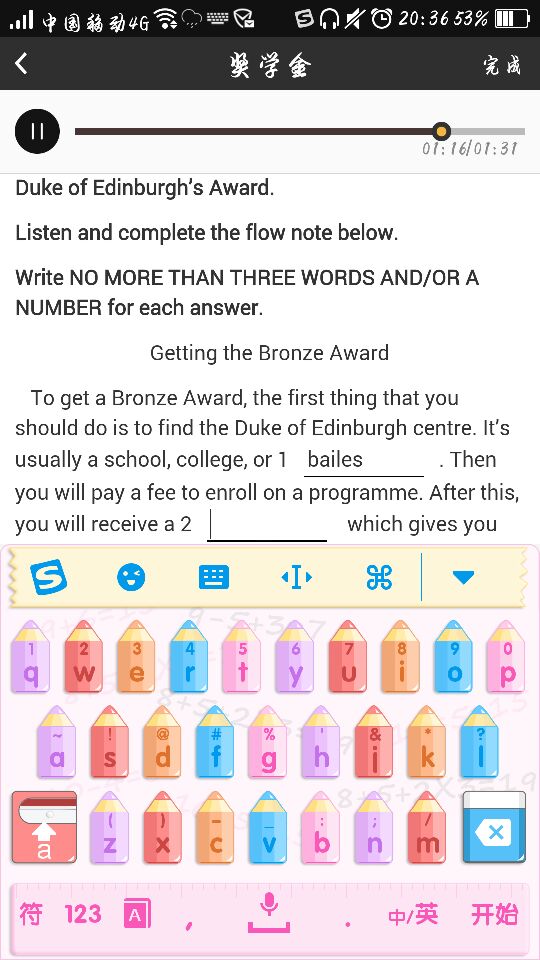 中国移动4G 20:36 53%
奖学金 完成
01:16/01:31
Duke of Edinburgh's Award.
Listen and complete the flow note below.
Write NO MORE THAN THREE WORDS AND/OR A
NUMBER for each answer.
Getting the Bronze Award
To get a Bronze Award, the first thing that you
should do is to find the Duke of Edinburgh centre. It's
usually a school, college, or 1 bailes . Then
you will pay a fee to enroll on a programme. After this,
you will receive a 2 which gives you
1 2 3 4 5 6 7 8 9 0
q w e r t y u i o p
~ ! @ # % ' & * ?
a s d f g h j k l
( ) - _ : ; /
a z x c v b n m
符 123 A , . 中/英 开始